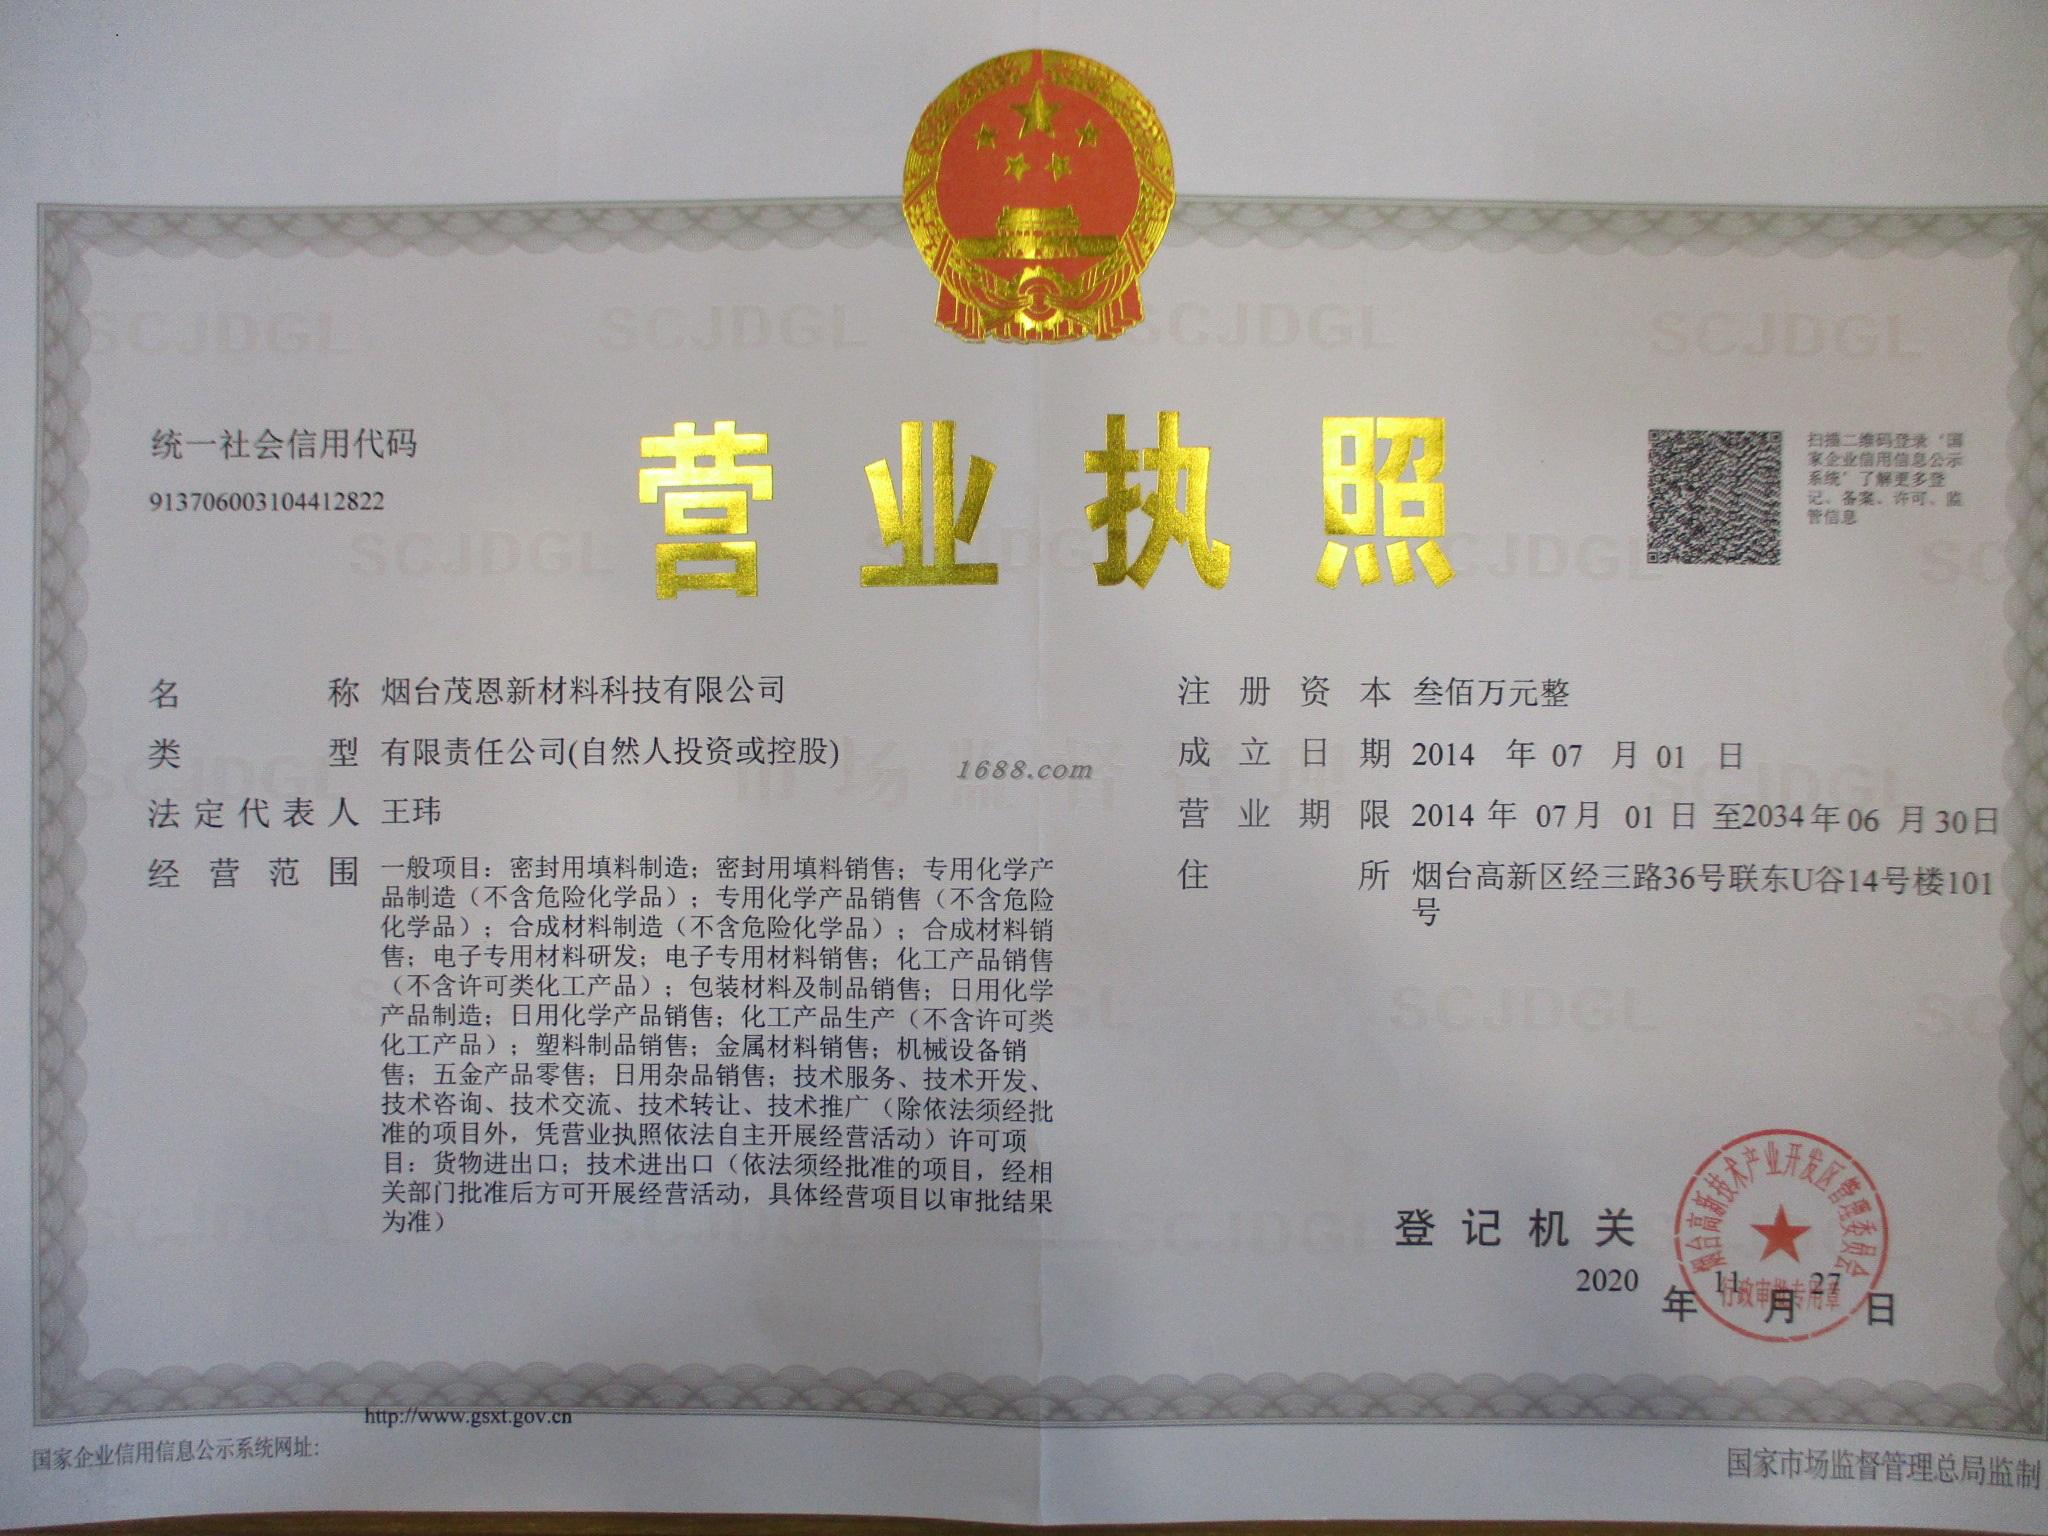 营业执照
统一社会信用代码
913706003104412822
扫描二维码登录‘国
家企业信用信息公示
系统’了解更多登
记、备案、许可、监
管信息
名称 烟台茂恩新材料科技有限公司
类型 有限责任公司(自然人投资或控股)
法定代表人 王玮
经营范围 一般项目：密封用填料制造；密封用填料销售；专用化学产
品制造（不含危险化学品）；专用化学产品销售（不含危险
化学品）；合成材料制造（不含危险化学品）；合成材料销
售；电子专用材料研发；电子专用材料销售；化工产品销售
（不含许可类化工产品）；包装材料及制品销售；日用化学
产品制造；日用化学产品销售；化工产品生产（不含许可类
化工产品）；塑料制品销售；金属材料销售；机械设备销
售；五金产品零售；日用杂品销售；技术服务、技术开发、
技术咨询、技术交流、技术转让、技术推广（除依法须经批
准的项目外，凭营业执照依法自主开展经营活动）许可项
目：货物进出口；技术进出口（依法须经批准的项目，经相
关部门批准后方可开展经营活动，具体经营项目以审批结果
为准）
注册资本 叁佰万元整
成立日期 2014 年 07 月 01 日
营业期限 2014 年 07 月 01 日 至2034 年 06 月 30 日
住所 烟台高新区经三路36号联东U谷14号楼101
号
1688.com
登记机关
烟台高新技术产业开发区管理委员会
行政审批专用章
2020 年 11 月 27 日
http://www.gsxt.gov.cn
国家企业信用信息公示系统网址：
国家市场监督管理总局监制